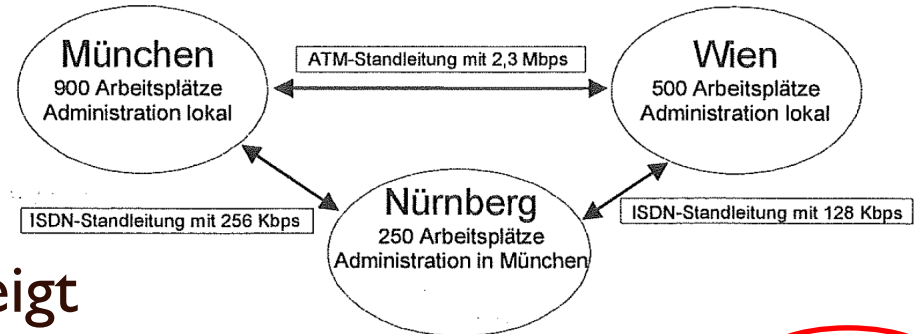 München
900 Arbeitsplätze
Administration lokal
ATM-Standleitung mit 2,3 Mbps
Wien
500 Arbeitsplätze
Administration lokal
ISDN-Standleitung mit 256 Kbps
Nürnberg
250 Arbeitsplätze
Administration in München
ISDN-Standleitung mit 128 Kbps
eigt